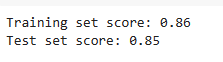 Training set score: 0.86
Test set score: 0.85